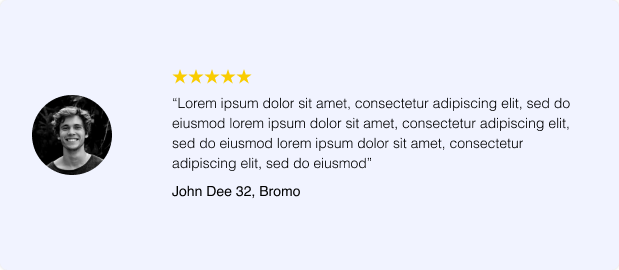 “Lorem ipsum dolor sit amet, consectetur adipiscing elit, sed do
eiusmod lorem ipsum dolor sit amet, consectetur adipiscing elit,
sed do eiusmod lorem ipsum dolor sit amet, consectetur
adipiscing elit, sed do eiusmod”
John Dee 32, Bromo